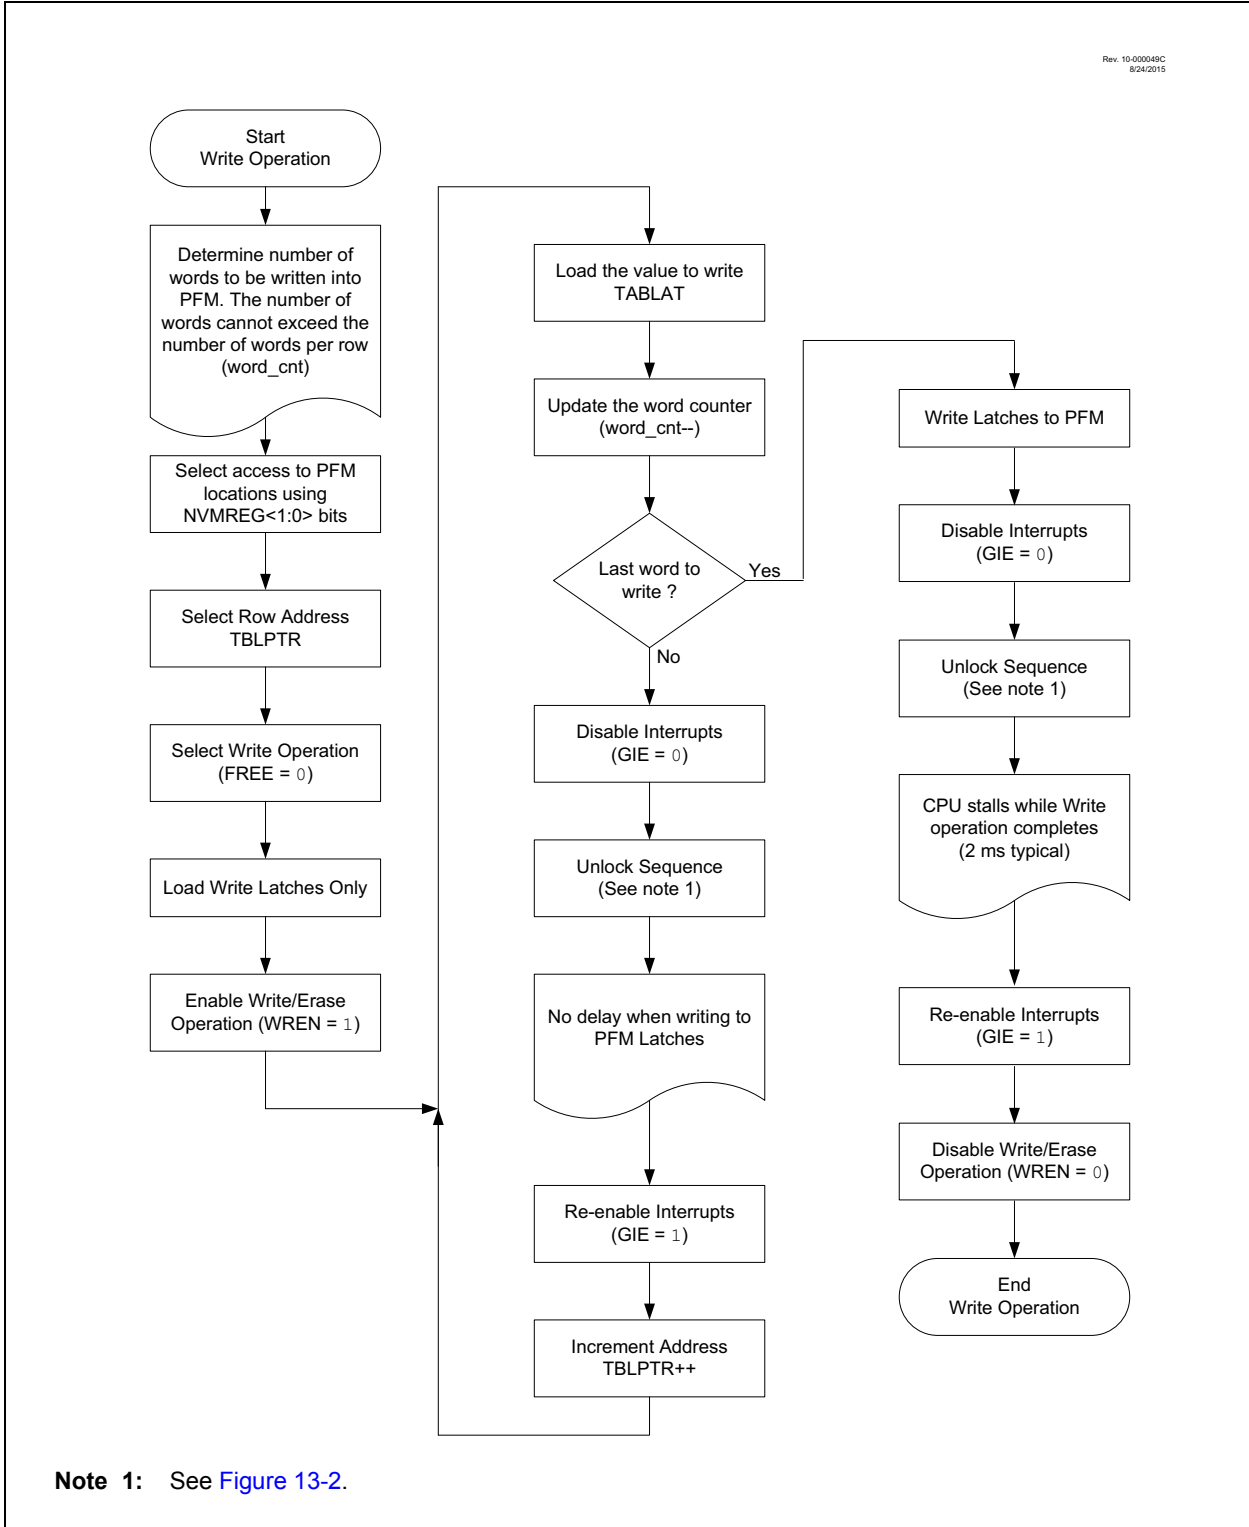 Rev. 10-000049C
8/24/2015
Start
Write Operation
Determine number of
words to be written into
PFM. The number of
words cannot exceed the
number of words per row
(word_cnt)
Select access to PFM
locations using
NVMREG<1:0> bits
Select Row Address
TBLPTR
Select Write Operation
(FREE = 0)
Load Write Latches Only
Enable Write/Erase
Operation (WREN = 1)
Load the value to write
TABLAT
Update the word counter
(word_cnt--)
Last word to
write ?
Yes
No
Disable Interrupts
(GIE = 0)
Unlock Sequence
(See note 1)
No delay when writing to
PFM Latches
Re-enable Interrupts
(GIE = 1)
Increment Address
TBLPTR++
Write Latches to PFM
Disable Interrupts
(GIE = 0)
Unlock Sequence
(See note 1)
CPU stalls while Write
operation completes
(2 ms typical)
Re-enable Interrupts
(GIE = 1)
Disable Write/Erase
Operation (WREN = 0)
End
Write Operation
Note 1: See Figure 13-2.